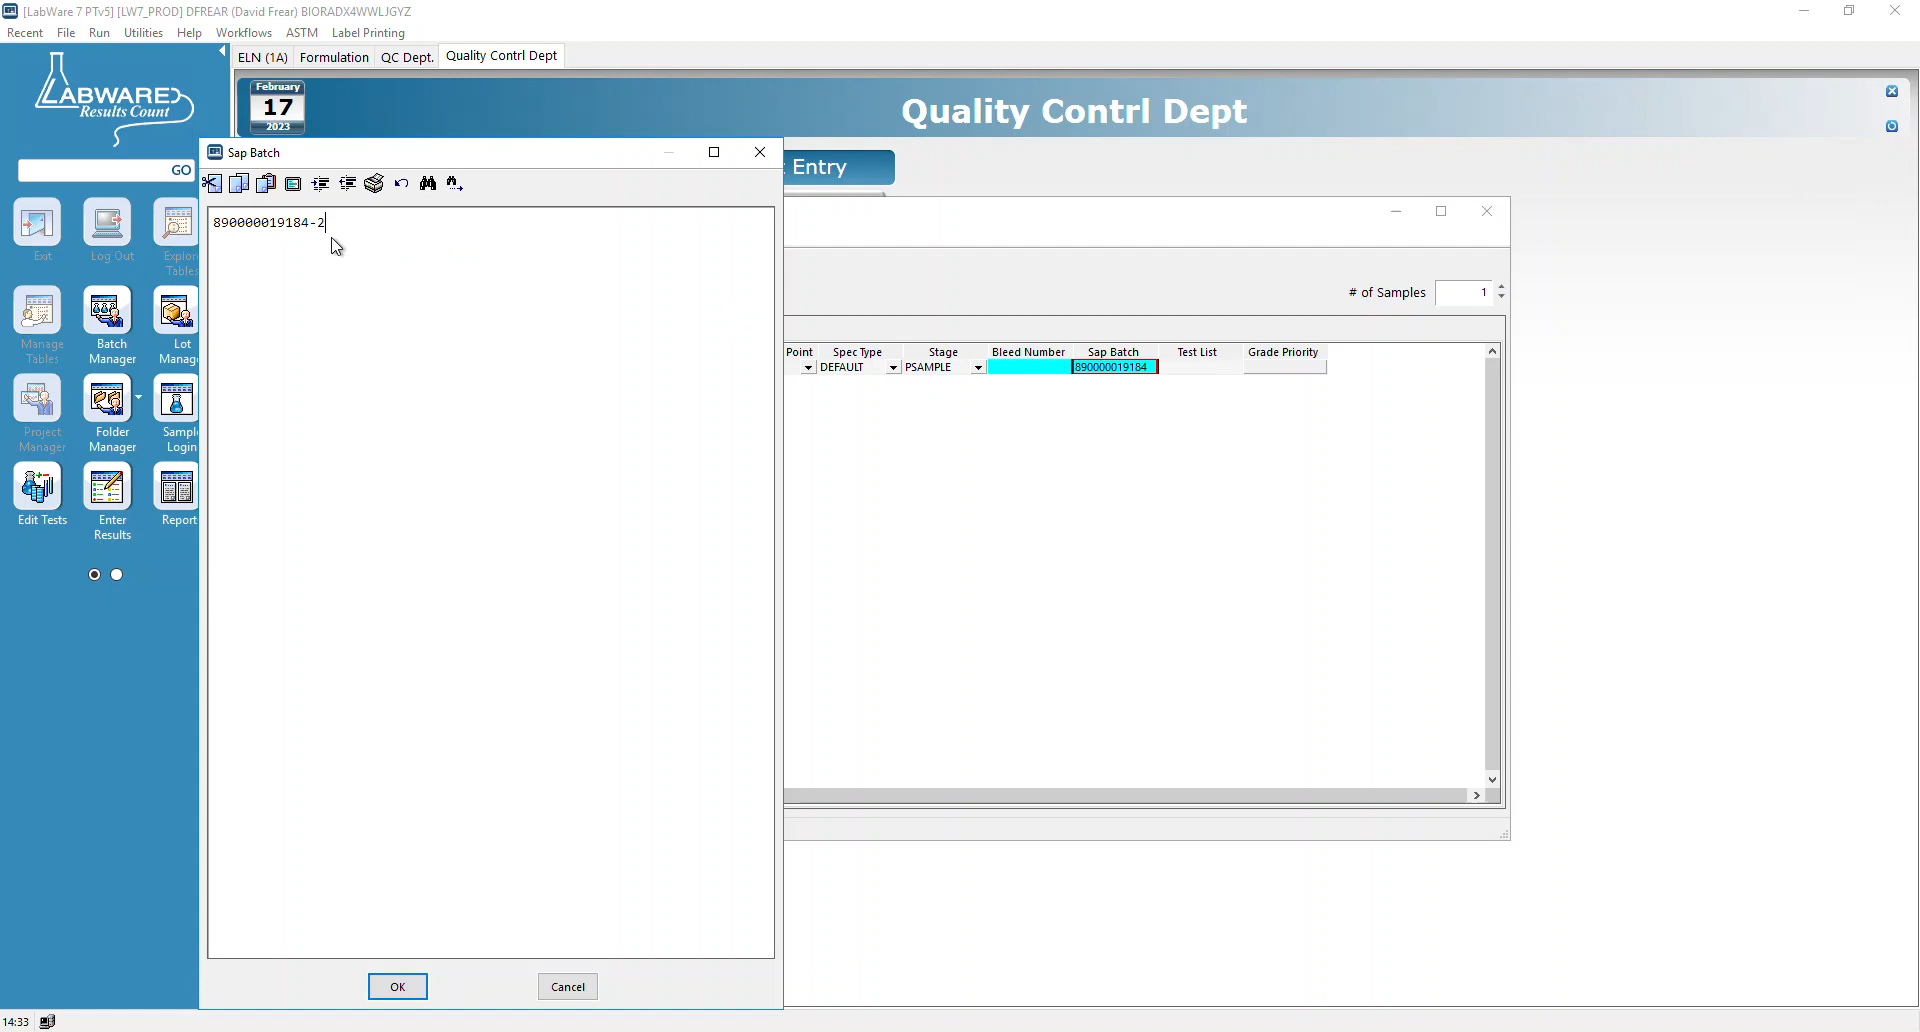 [LabWare 7 PTv5] [LW7_PROD] DFREAR (David Frear) BIORADX4WWLJGYZ
Recent File Run Utilities Help Workflows ASTM Label Printing
ELN (1A) Formulation QC Dept. Quality Contrl Dept
LABWARE
Results Count
February
17
2023
Quality Contrl Dept
GO
Sap Batch
: Entry
890000019184-2
Exit
Log Out
Explor
Tables
# of Samples 1
Manage
Tables
Batch
Manager
Lot
Manag
Point Spec Type Stage Bleed Number Sap Batch Test List Grade Priority
DEFAULT PSAMPLE 890000019184
Project
Manager
Folder
Manager
Sampl
Login
Edit Tests
Enter
Results
Report
OK
Cancel
14:33